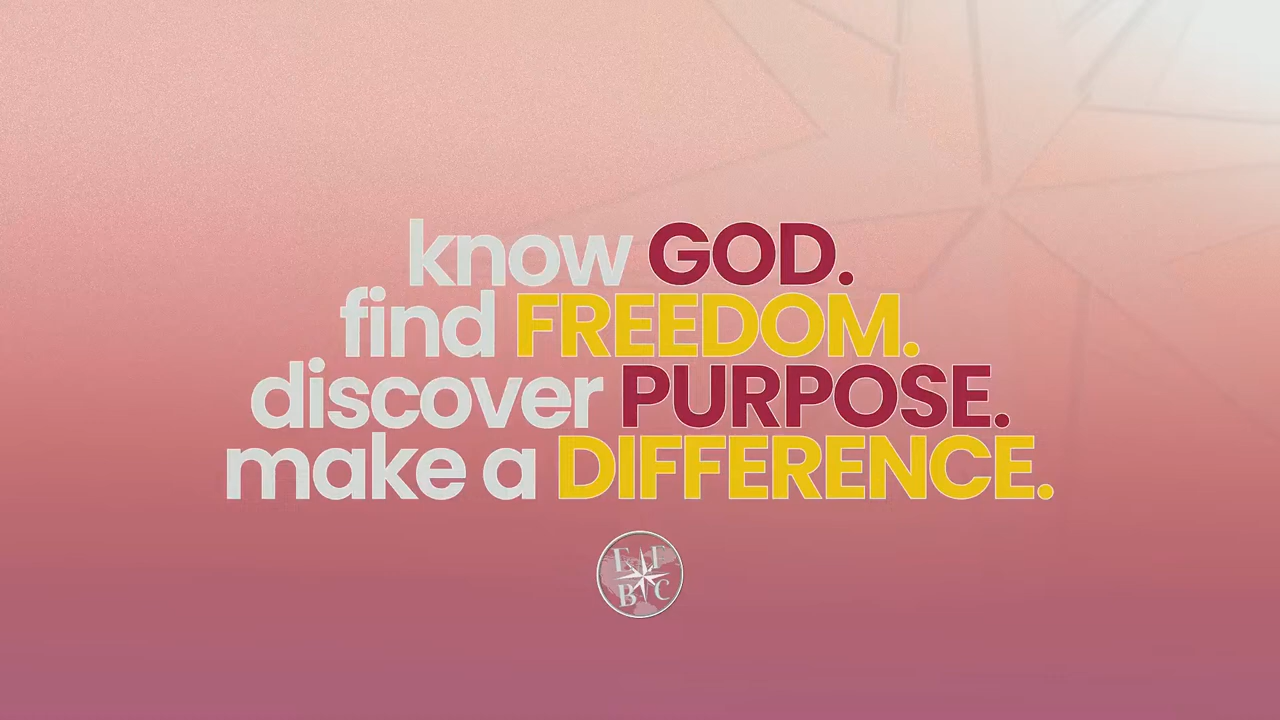 know GOD.
find FREEDOM.
discover PURPOSE.
make a DIFFERENCE.
E F
B C